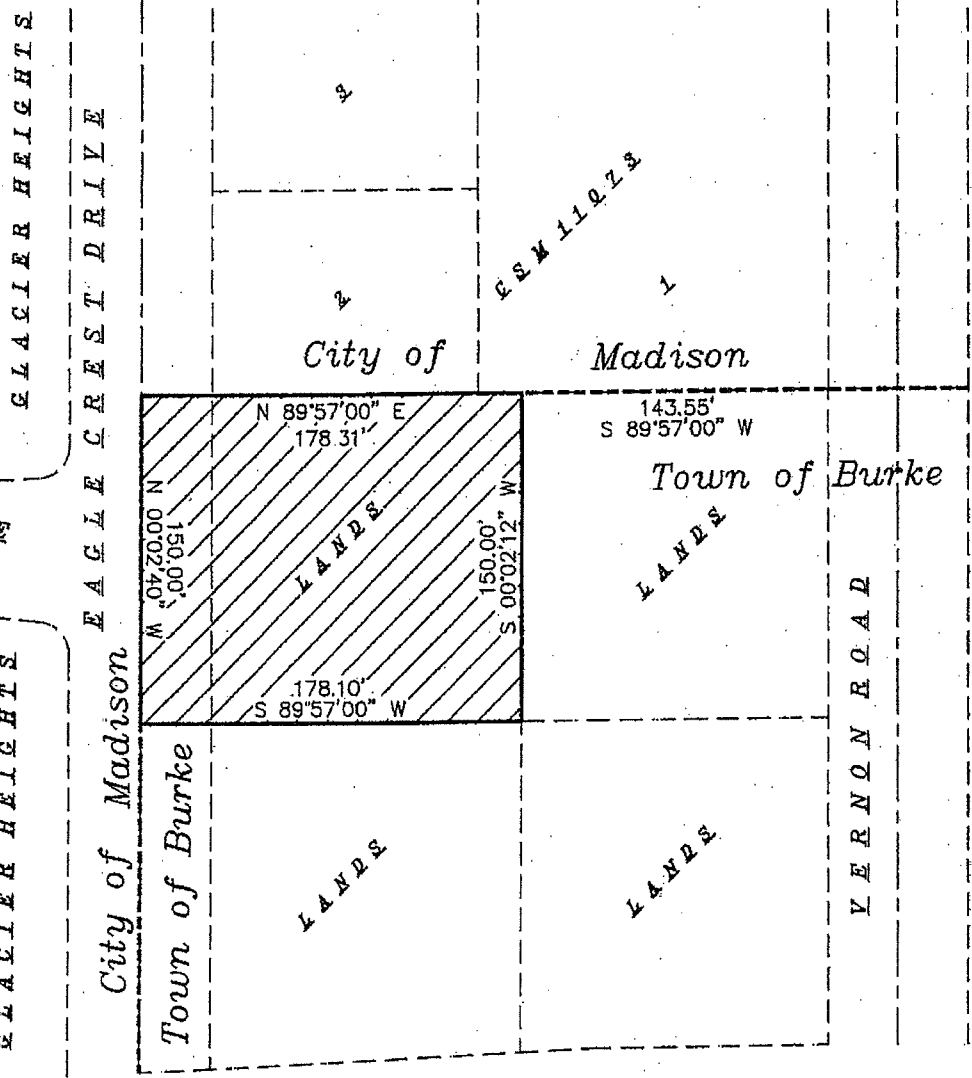 GLACIER HEIGHTS
EAGLE CREST DRIVE
3
CSM 11073
2
1
City of Madison
N 89°57'00" E
178.31'
143.55'
S 89°57'00" W
Town of Burke
N 00°02'40" W
150.00'
LANDS
150.00'
S 00°02'12" W
LANDS
178.10'
S 89°57'00" W
VERNON ROAD
GLACIER HEIGHTS
City of Madison
Town of Burke
LANDS
LANDS